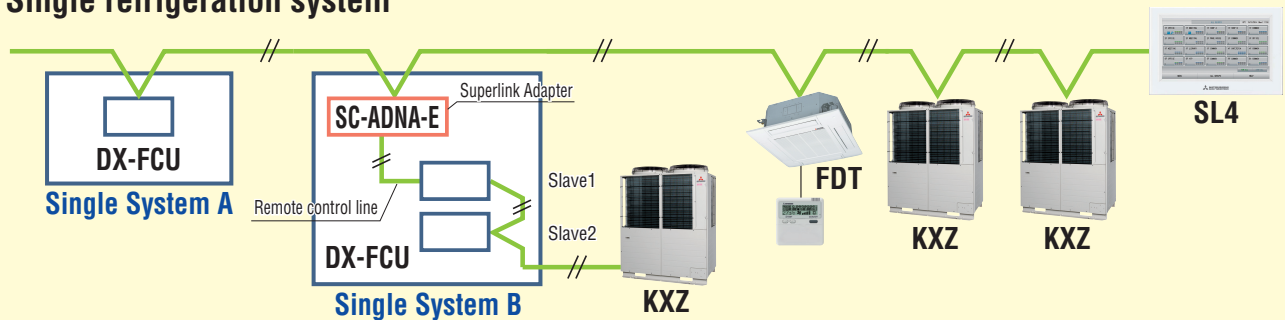 Single refrigeration system
SC-ADNA-E
Superlink Adapter
DX-FCU
Single System A
Remote control line
Slave1
Slave2
DX-FCU
Single System B
KXZ
FDT
KXZ
KXZ
SL4